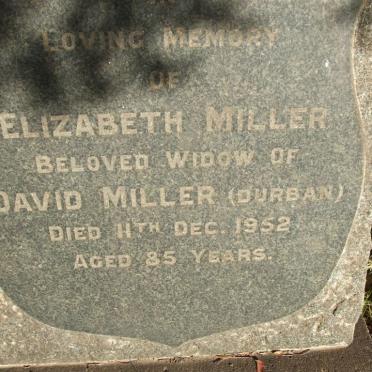 LOVING MEMORY
OF
ELIZABETH MILLER
BELOVED WIDOW OF
DAVID MILLER (DURBAN)
DIED 11TH DEC. 1952
AGED 85 YEARS.